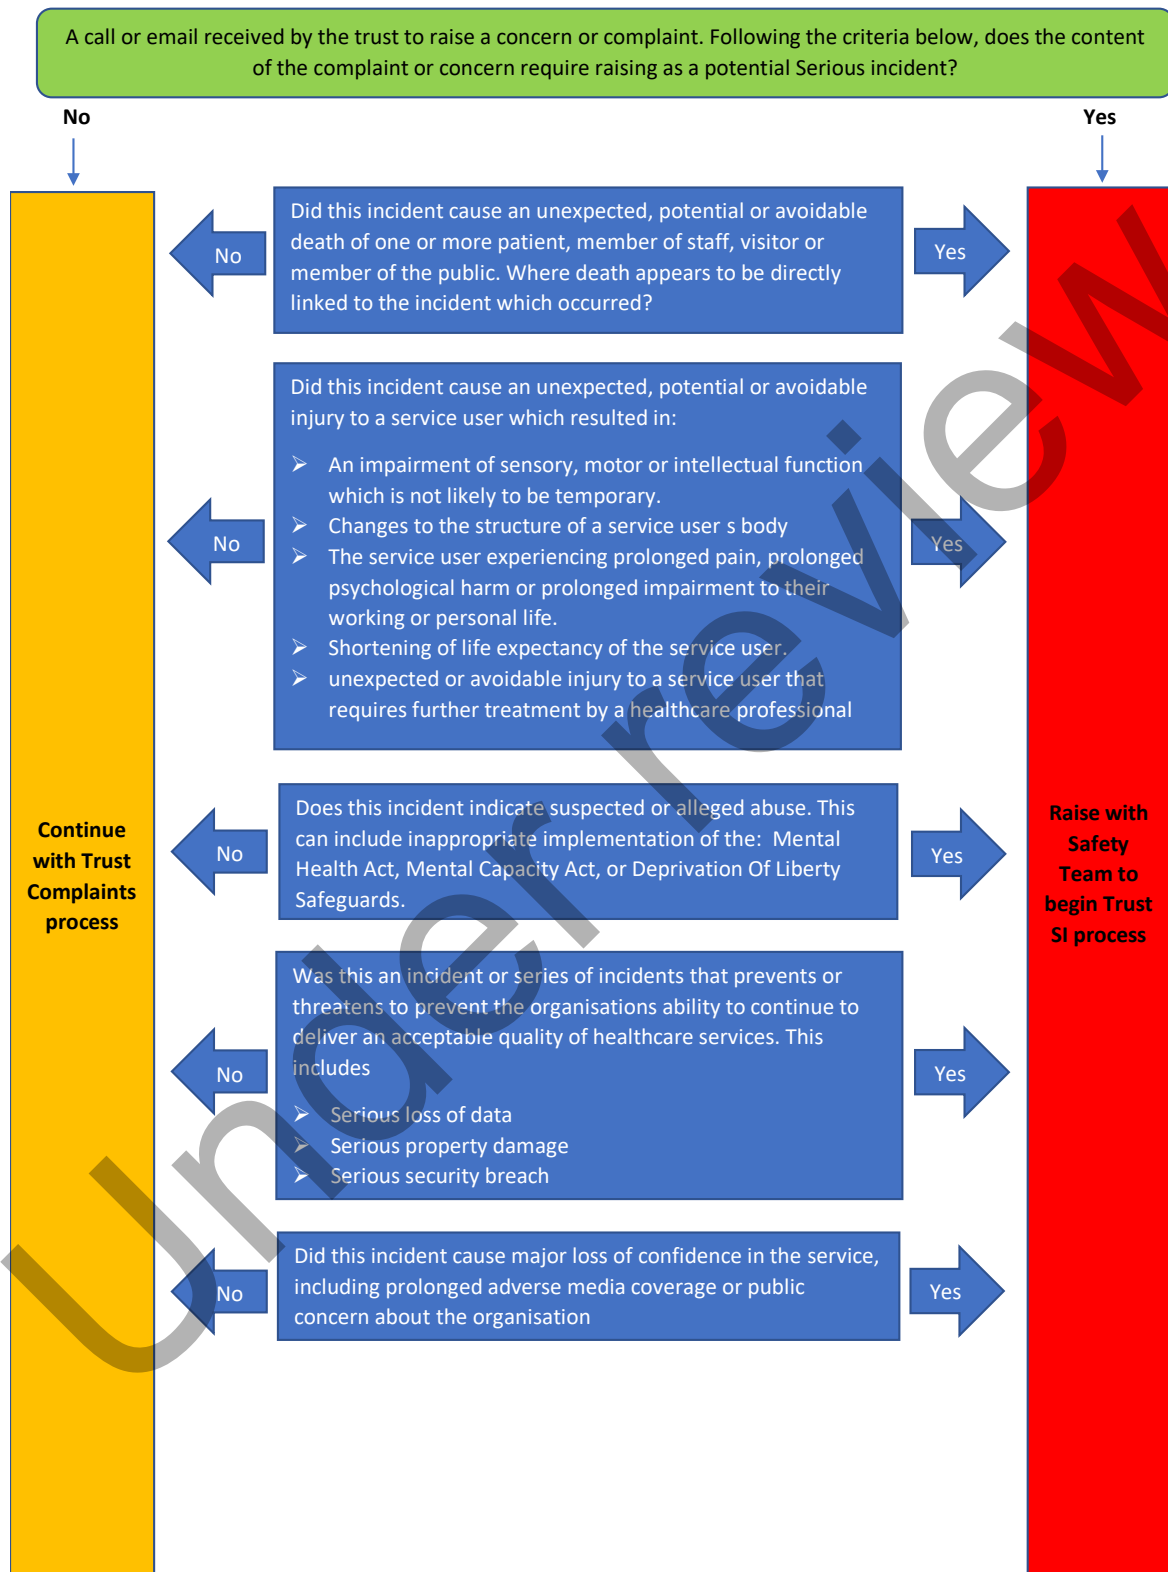 A call or email received by the trust to raise a concern or complaint. Following the criteria below, does the content
of the complaint or concern require raising as a potential Serious incident?
No
Yes
Did this incident cause an unexpected, potential or avoidable
death of one or more patient, member of staff, visitor or
member of the public. Where death appears to be directly
linked to the incident which occurred?
No
Yes
Did this incident cause an unexpected, potential or avoidable
injury to a service user which resulted in:
➢ An impairment of sensory, motor or intellectual function
which is not likely to be temporary.
➢ Changes to the structure of a service user s body
➢ The service user experiencing prolonged pain, prolonged
psychological harm or prolonged impairment to their
working or personal life.
➢ Shortening of life expectancy of the service user.
➢ unexpected or avoidable injury to a service user that
requires further treatment by a healthcare professional
No
Yes
Does this incident indicate suspected or alleged abuse. This
can include inappropriate implementation of the: Mental
Health Act, Mental Capacity Act, or Deprivation Of Liberty
Safeguards.
No
Yes
Continue
with Trust
Complaints
process
Raise with
Safety
Team to
begin Trust
SI process
Was this an incident or series of incidents that prevents or
threatens to prevent the organisations ability to continue to
deliver an acceptable quality of healthcare services. This
includes
➢ Serious loss of data
➢ Serious property damage
➢ Serious security breach
No
Yes
Did this incident cause major loss of confidence in the service,
including prolonged adverse media coverage or public
concern about the organisation
No
Yes
Under review